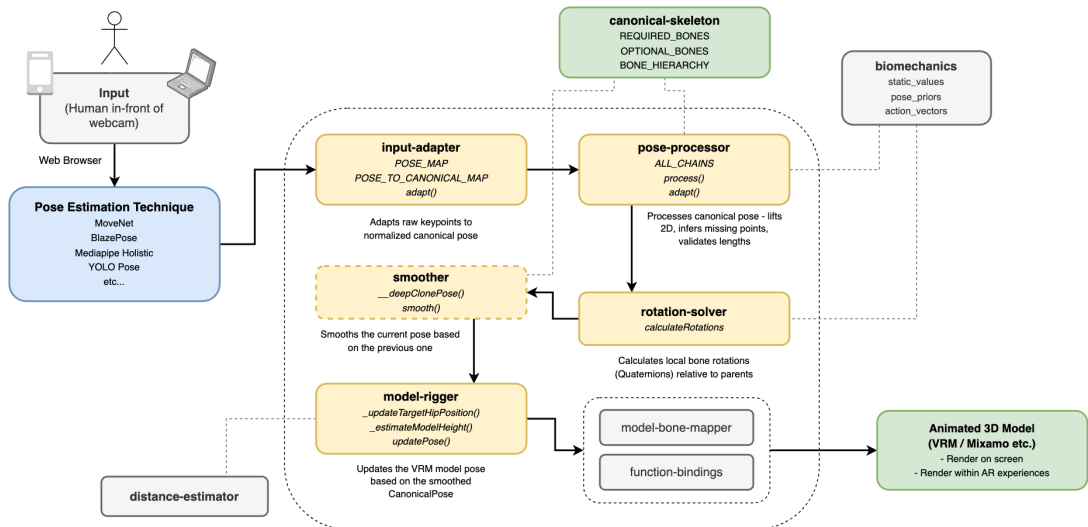 canonical-skeleton
REQUIRED_BONES
OPTIONAL_BONES
BONE_HIERARCHY
biomechanics
static_values
pose_priors
action_vectors
Input
(Human in-front of
webcam)
Web Browser
Pose Estimation Technique
MoveNet
BlazePose
Mediapipe Holistic
YOLO Pose
etc...
input-adapter
POSE_MAP
POSE_TO_CANONICAL_MAP
adapt()
Adapts raw keypoints to
normalized canonical pose
pose-processor
ALL_CHAINS
process()
adapt()
Processes canonical pose - lifts
2D, infers missing points,
validates lengths
smoother
__deepClonePose()
smooth()
Smooths the current pose based
on the previous one
rotation-solver
calculateRotations
Calculates local bone rotations
(Quaternions) relative to parents
model-rigger
_updateTargetHipPosition()
_estimateModelHeight()
updatePose()
Updates the VRM model pose
based on the smoothed
CanonicalPose
distance-estimator
model-bone-mapper
function-bindings
Animated 3D Model
(VRM / Mixamo etc.)
- Render on screen
- Render within AR experiences